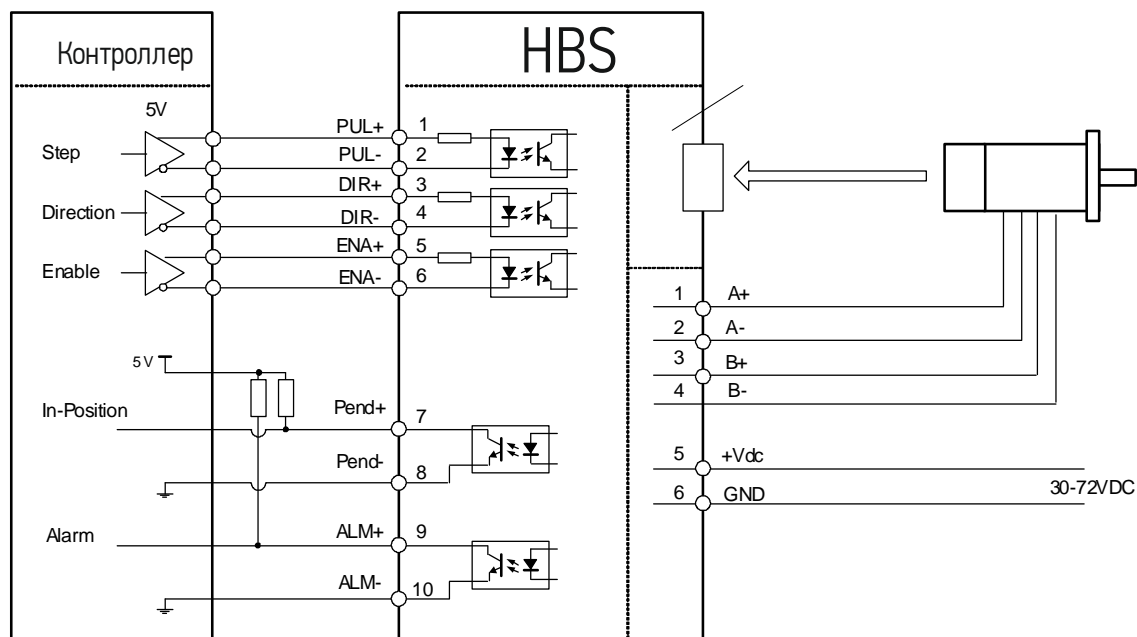 Контроллер
HBS
5V
Step
PUL+ 1
PUL- 2
Direction
DIR+ 3
DIR- 4
Enable
ENA+ 5
ENA- 6
1 A+
2 A-
3 B+
4 B-
5V
In-Position
Pend+ 7
Pend- 8
5 +Vdc
6 GND
30-72VDC
Alarm
ALM+ 9
ALM- 10